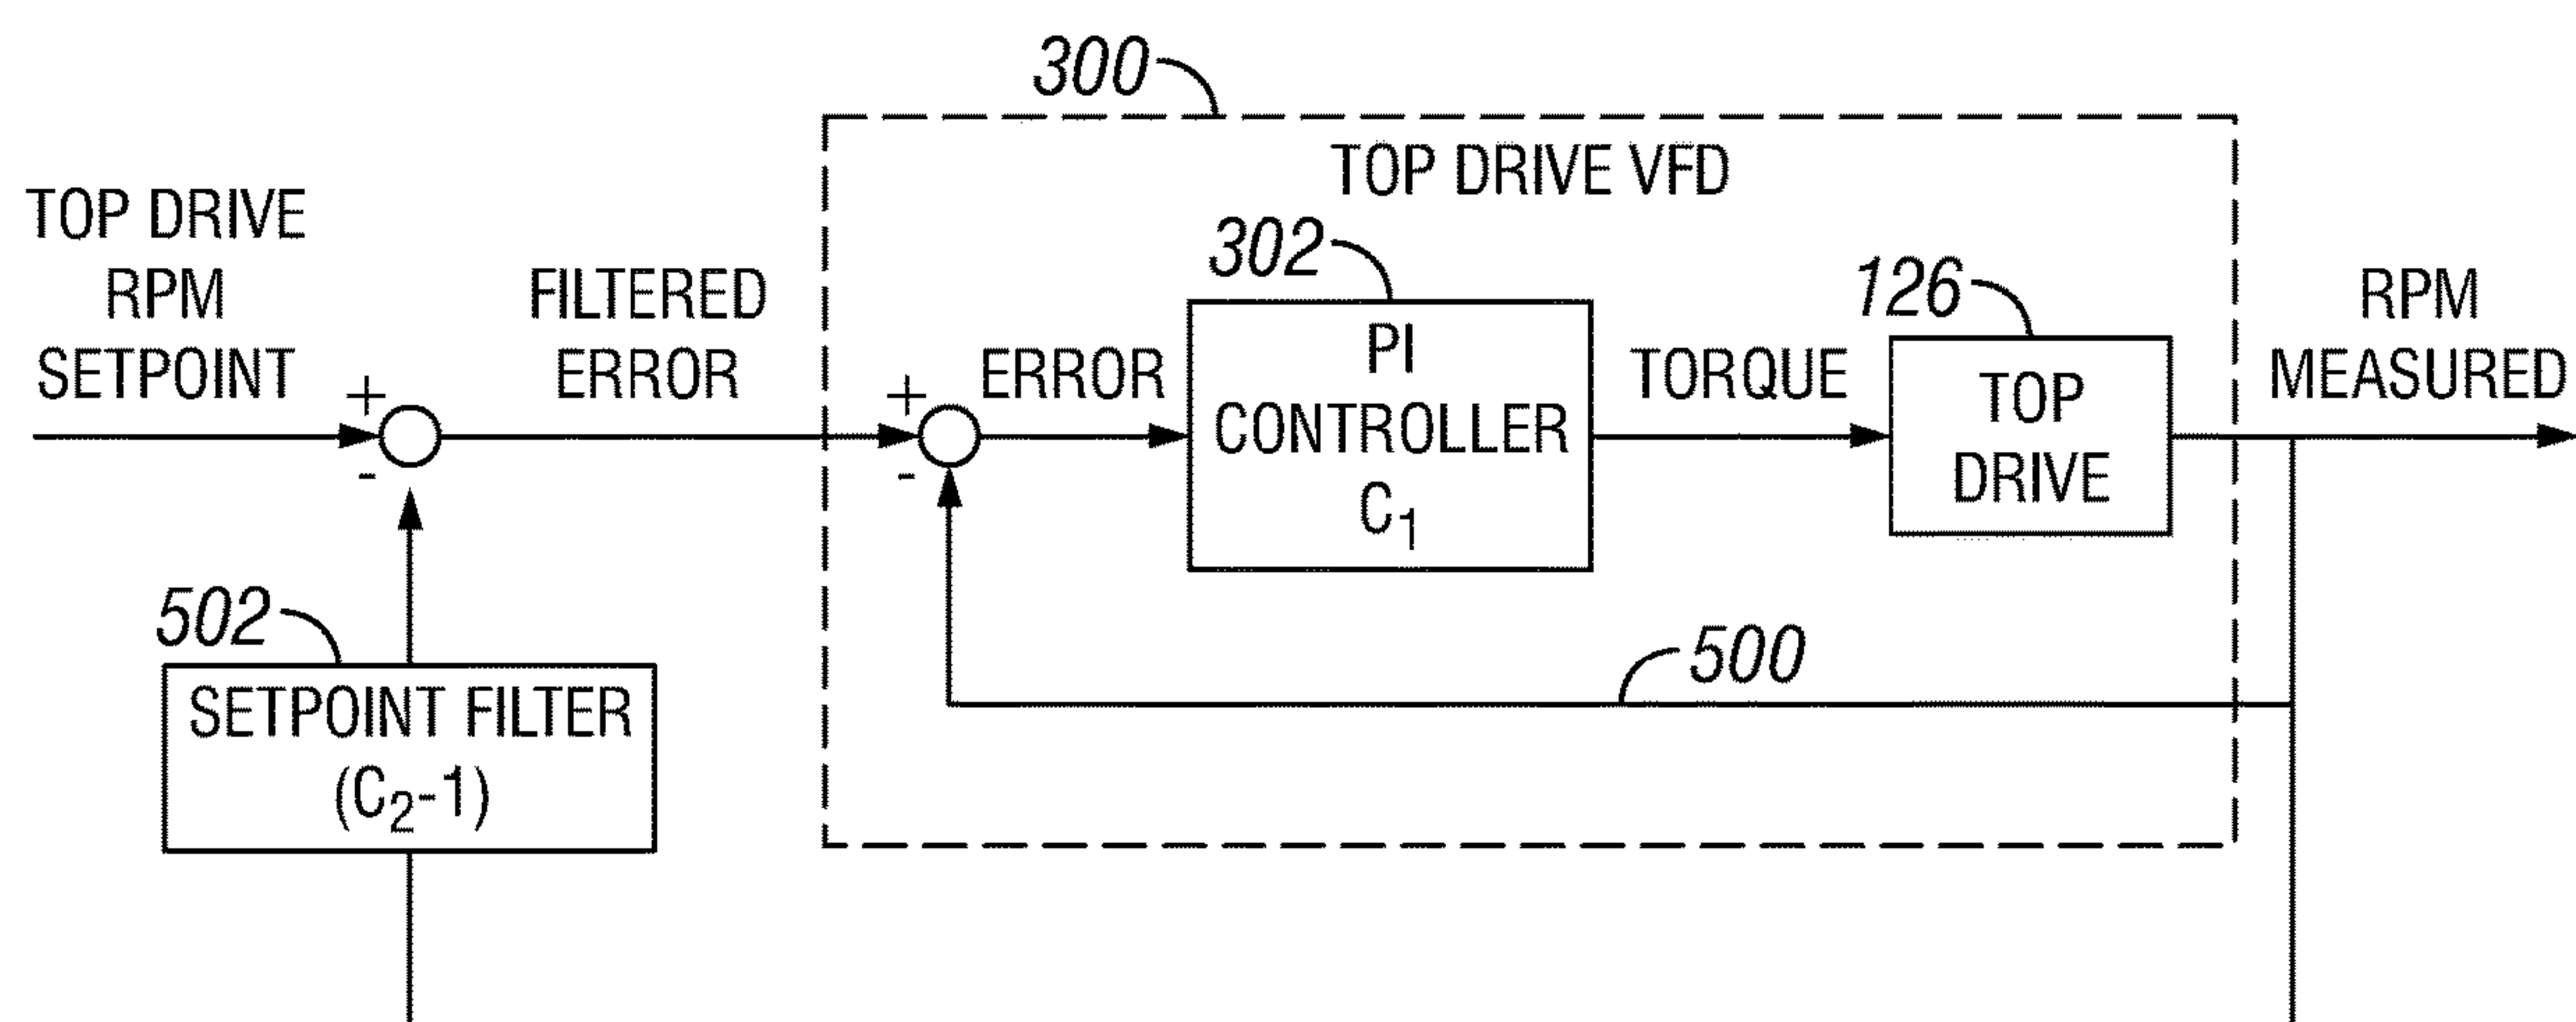 300
TOP DRIVE VFD
TOP DRIVE
RPM
SETPOINT
+
-
FILTERED
ERROR
+
-
ERROR
302
PI
CONTROLLER
C₁
TORQUE
126
TOP
DRIVE
RPM
MEASURED
500
502
SETPOINT FILTER
(C₂-1)